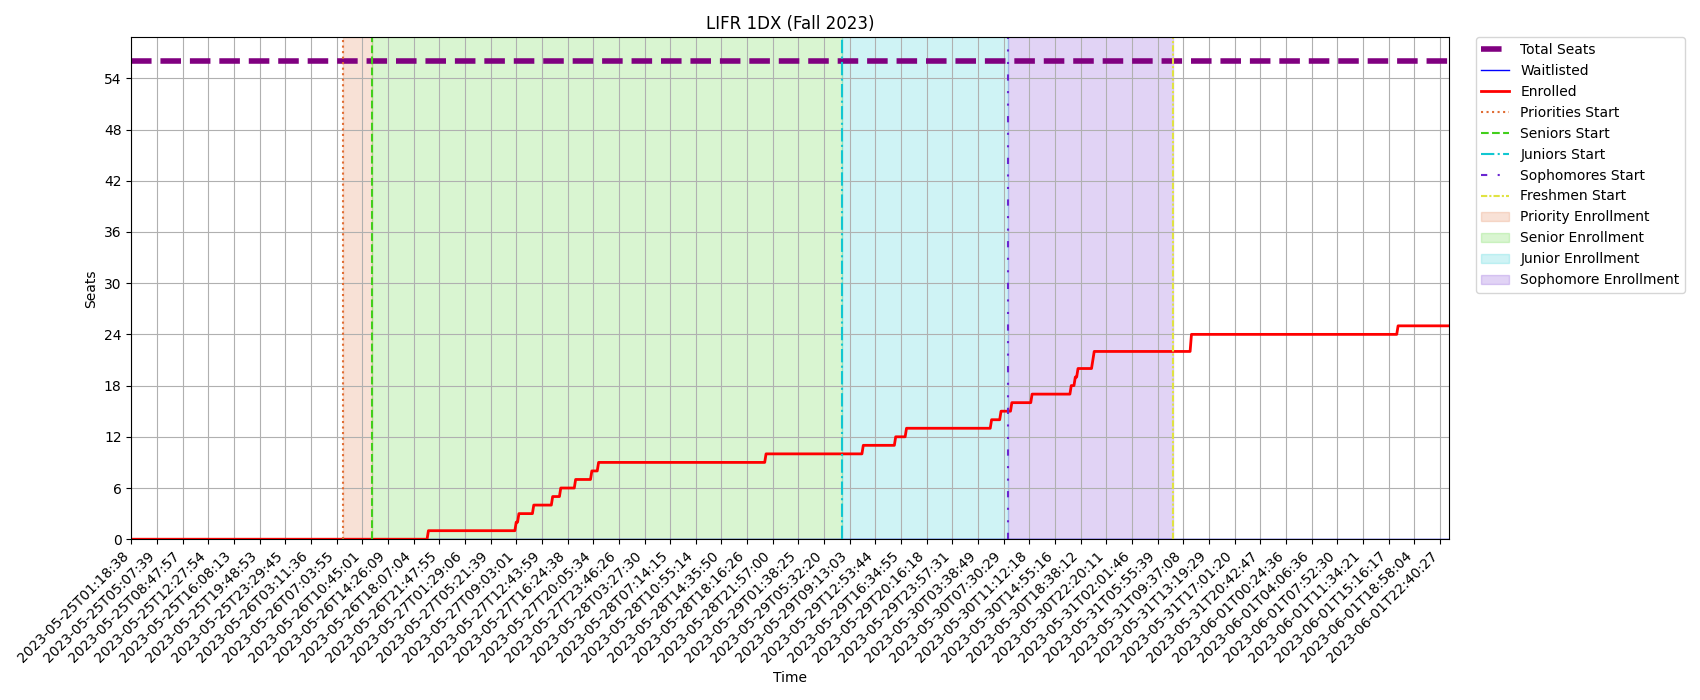 LIFR 1DX (Fall 2023)
Total Seats
Waitlisted
Enrolled
Priorities Start
Seniors Start
Juniors Start
Sophomores Start
Freshmen Start
Priority Enrollment
Senior Enrollment
Junior Enrollment
Sophomore Enrollment
Seats
54
48
42
36
30
24
18
12
6
0
2023-05-25T01:18:38
2023-05-25T05:07:39
2023-05-25T08:47:57
2023-05-25T12:27:54
2023-05-25T16:08:13
2023-05-25T19:48:53
2023-05-25T23:29:45
2023-05-26T03:11:36
2023-05-26T07:03:55
2023-05-26T10:45:01
2023-05-26T14:26:09
2023-05-26T18:07:04
2023-05-26T21:47:55
2023-05-27T01:29:06
2023-05-27T05:21:39
2023-05-27T09:03:01
2023-05-27T12:43:59
2023-05-27T16:24:38
2023-05-27T20:05:34
2023-05-27T23:46:26
2023-05-28T03:27:30
2023-05-28T07:14:15
2023-05-28T10:55:14
2023-05-28T14:35:50
2023-05-28T18:16:26
2023-05-28T21:57:00
2023-05-29T01:38:25
2023-05-29T05:32:20
2023-05-29T09:13:03
2023-05-29T12:53:44
2023-05-29T16:34:55
2023-05-29T20:16:18
2023-05-29T23:57:31
2023-05-30T03:38:49
2023-05-30T07:30:29
2023-05-30T11:12:18
2023-05-30T14:55:16
2023-05-30T18:38:12
2023-05-30T22:20:11
2023-05-31T02:01:46
2023-05-31T05:55:39
2023-05-31T09:37:08
2023-05-31T13:19:29
2023-05-31T17:01:20
2023-05-31T20:42:47
2023-06-01T00:24:36
2023-06-01T04:06:36
2023-06-01T07:52:30
2023-06-01T11:34:21
2023-06-01T15:16:17
2023-06-01T18:58:04
2023-06-01T22:40:27
Time